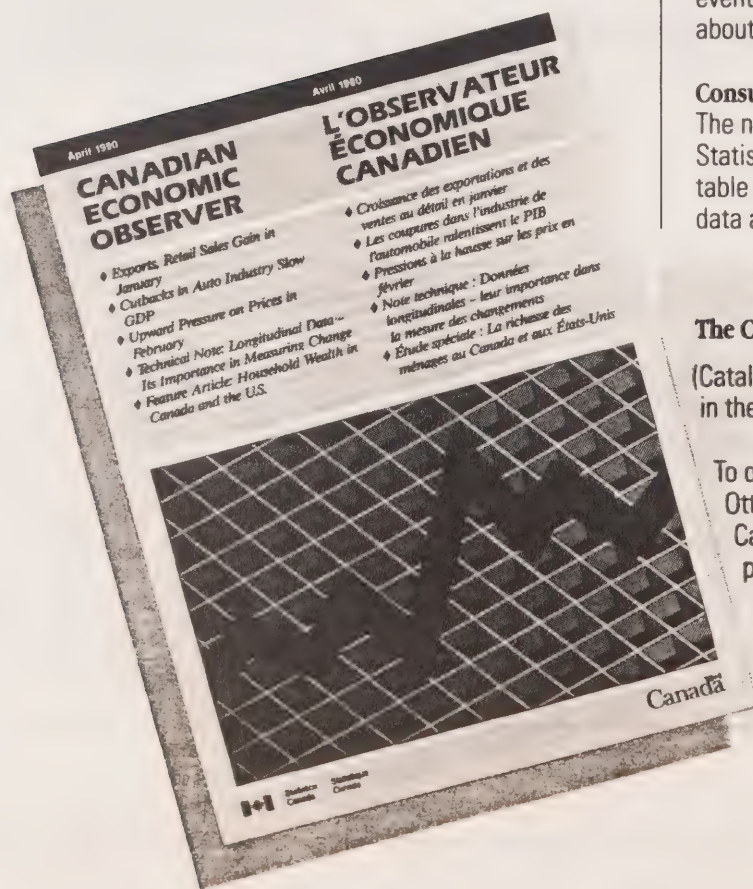 event
about
Consu
The n
Statis
table
data a
The C
(Catal
in the
To o
Ott
Ca
p
April 1990
Avril 1990
CANADIAN
ECONOMIC
OBSERVER
♦ Exports, Retail Sales Gain in
January
♦ Cutbacks in Auto Industry Slow
GDP
♦ Upward Pressure on Prices in
February
♦ Technical Note: Longitudinal Data--
Its Importance in Measuring Change
♦ Feature Article: Household Wealth in
Canada and the U.S.
L'OBSERVATEUR
ÉCONOMIQUE
CANADIEN
♦ Croissance des exportations et des
ventes au détail en janvier
♦ Les coupures dans l'industrie de
l'automobile ralentissent le PIB
♦ Pressions à la hausse sur les prix en
février
♦ Note technique : Données
longitudinales - leur importance dans
la mesure des changements
♦ Étude spéciale : La richesse des
ménages au Canada et aux États-Unis
Canada
Statistics Statistique
Canada Canada